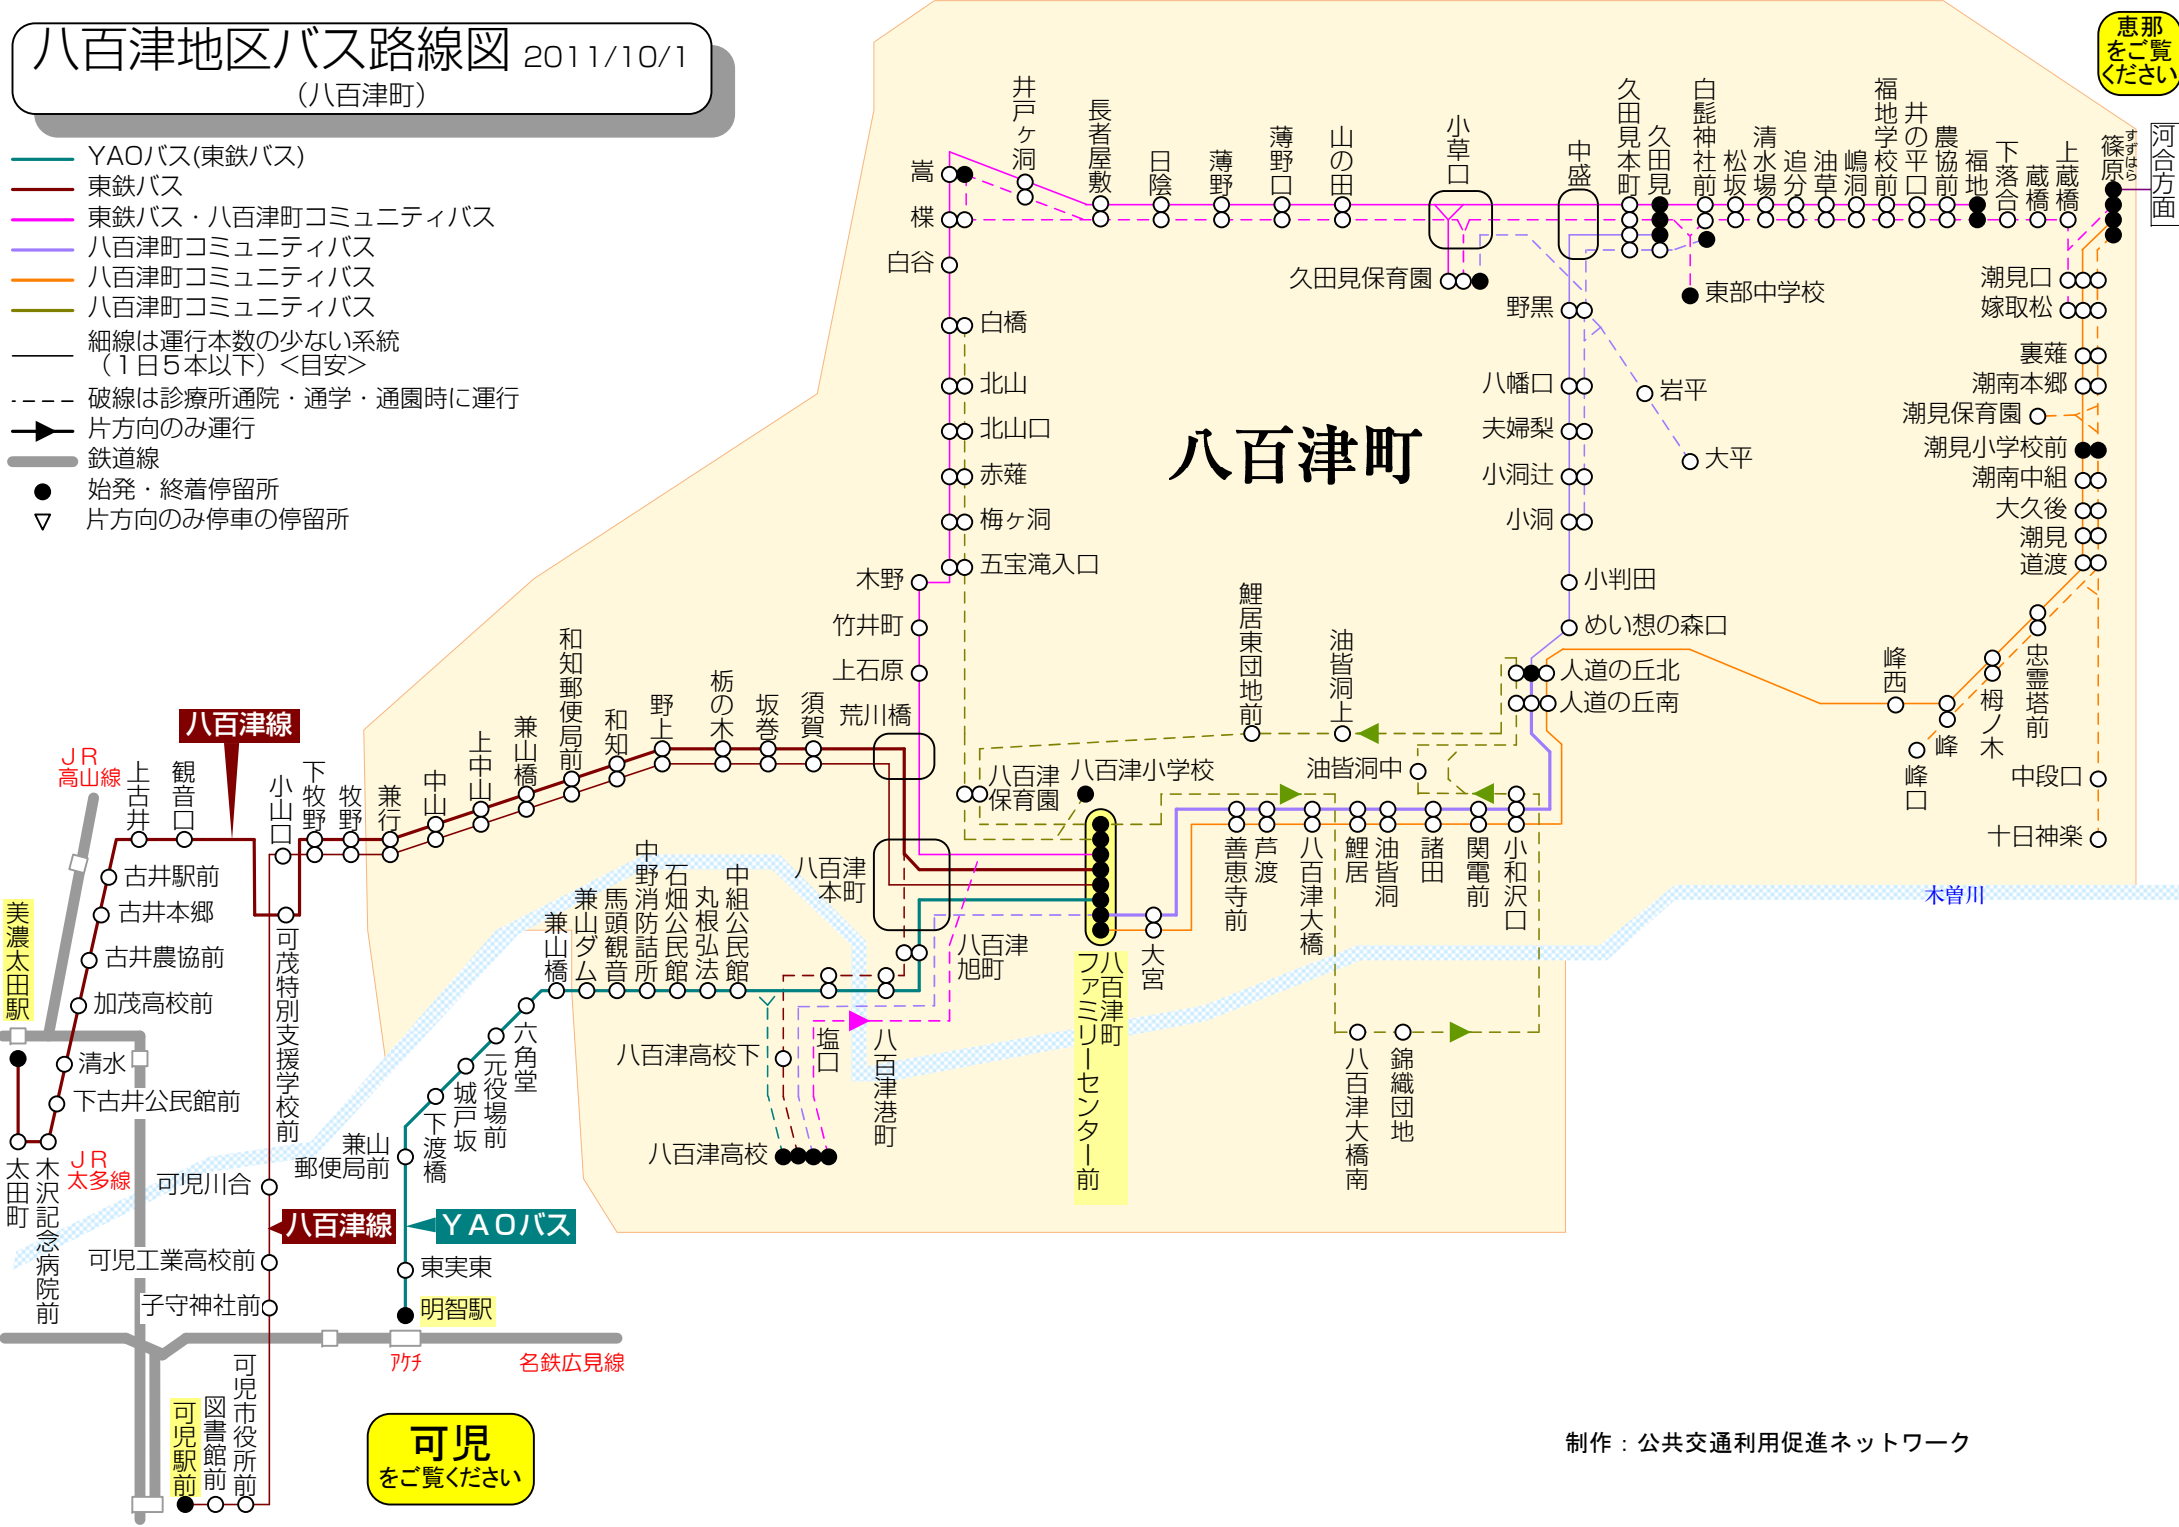 八百津地区バス路線図 2011/10/1
（八百津町）
YAOバス(東鉄バス)
東鉄バス
東鉄バス・八百津町コミュニティバス
八百津町コミュニティバス
八百津町コミュニティバス
八百津町コミュニティバス
細線は運行本数の少ない系統
（１日５本以下）＜目安＞
破線は診療所通院・通学・通園時に運行
片方向のみ運行
鉄道線
始発・終着停留所
片方向のみ停車の停留所
恵那
をご覧
ください
河合方面
篠原
すずはら
嵩
井戸ヶ洞
長者屋敷
日陰
薄野
薄野口
山の田
小草口
中盛
久田見本町
久田見
白髭神社前
松坂
清水場
追分
油草
嶋洞
福地学校前
井の平口
農協前
福地
下落合
蔵橋
上蔵橋
楪
白谷
白橋
北山
北山口
赤薙
梅ヶ洞
五宝滝入口
木野
竹井町
上石原
荒川橋
久田見保育園
東部中学校
野黒
八幡口
夫婦梨
小洞辻
小洞
岩平
大平
小判田
めい想の森口
人道の丘北
人道の丘南
潮見口
嫁取松
裏薙
潮南本郷
潮見保育園
潮見小学校前
潮南中組
大久後
潮見
道渡
忠霊塔前
栂ノ木
峰
峰口
峰西
中段口
十日神楽
八百津町
鯉居東団地前
油皆洞上
油皆洞中
八百津
保育園
八百津小学校
八百津
本町
八百津
旭町
八百津町
ファミリーセンター前
大宮
善恵寺前
芦渡
八百津大橋
鯉居
油皆洞
諸田
関電前
小和沢口
八百津大橋南
錦織団地
木曽川
八百津線
ＪＲ
高山線
上古井
観音口
小山口
下牧野
牧野
兼行
中山
上中山
兼山橋
和知郵便局前
和知
野上
栃の木
坂巻
須賀
古井駅前
古井本郷
古井農協前
加茂高校前
清水
下古井公民館前
美濃太田駅
太田町
木沢記念病院前
ＪＲ
太多線
可茂特別支援学校前
可児川合
八百津線
可児工業高校前
子守神社前
可児駅前
図書館前
可児市役所前
兼山橋
兼山ダム
馬頭観音
中野消防詰所
石畑公民館
丸根弘法
中組公民館
六角堂
元役場前
城戸坂
下渡橋
兼山
郵便局前
ＹＡＯバス
東実東
明智駅
ｱｹﾁ
名鉄広見線
八百津高校下
八百津高校
塩口
八百津港町
可児
をご覧ください
制作：公共交通利用促進ネットワーク